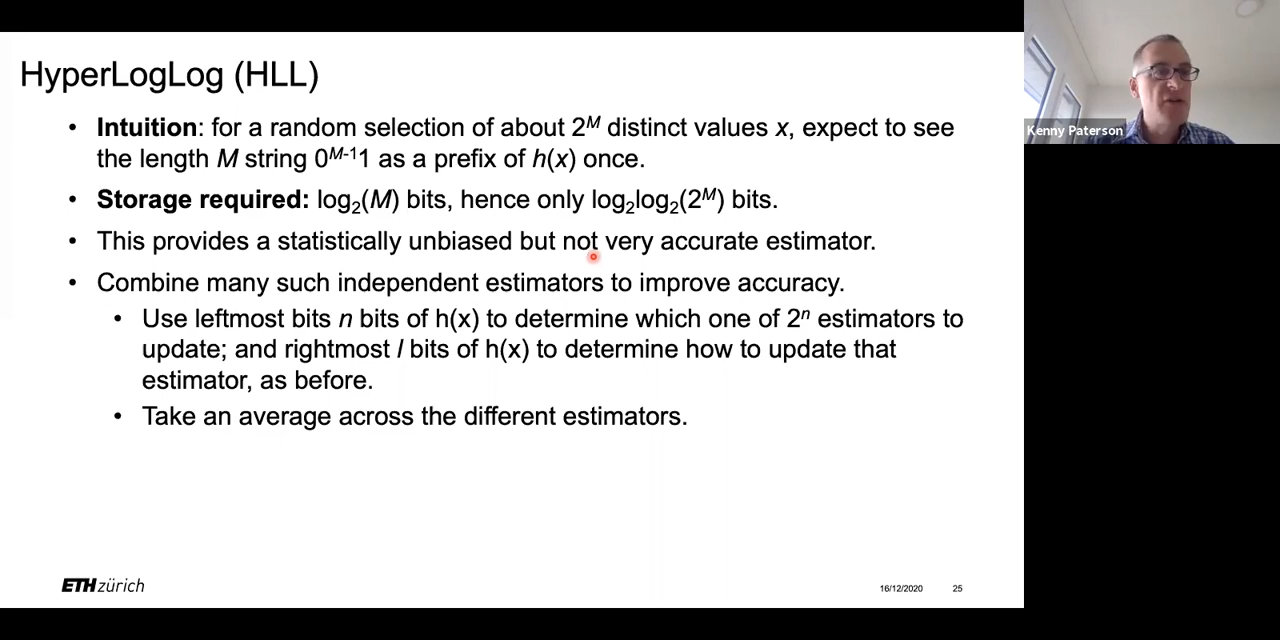 HyperLogLog (HLL)
• Intuition: for a random selection of about 2ᴹ distinct values x, expect to see
the length M string 0ᴹ⁻¹1 as a prefix of h(x) once.
• Storage required: log₂(M) bits, hence only log₂log₂(2ᴹ) bits.
• This provides a statistically unbiased but not very accurate estimator.
• Combine many such independent estimators to improve accuracy.
• Use leftmost bits n bits of h(x) to determine which one of 2ⁿ estimators to
update; and rightmost l bits of h(x) to determine how to update that
estimator, as before.
• Take an average across the different estimators.
ETH zürich
16/12/2020 25
Kenny Paterson